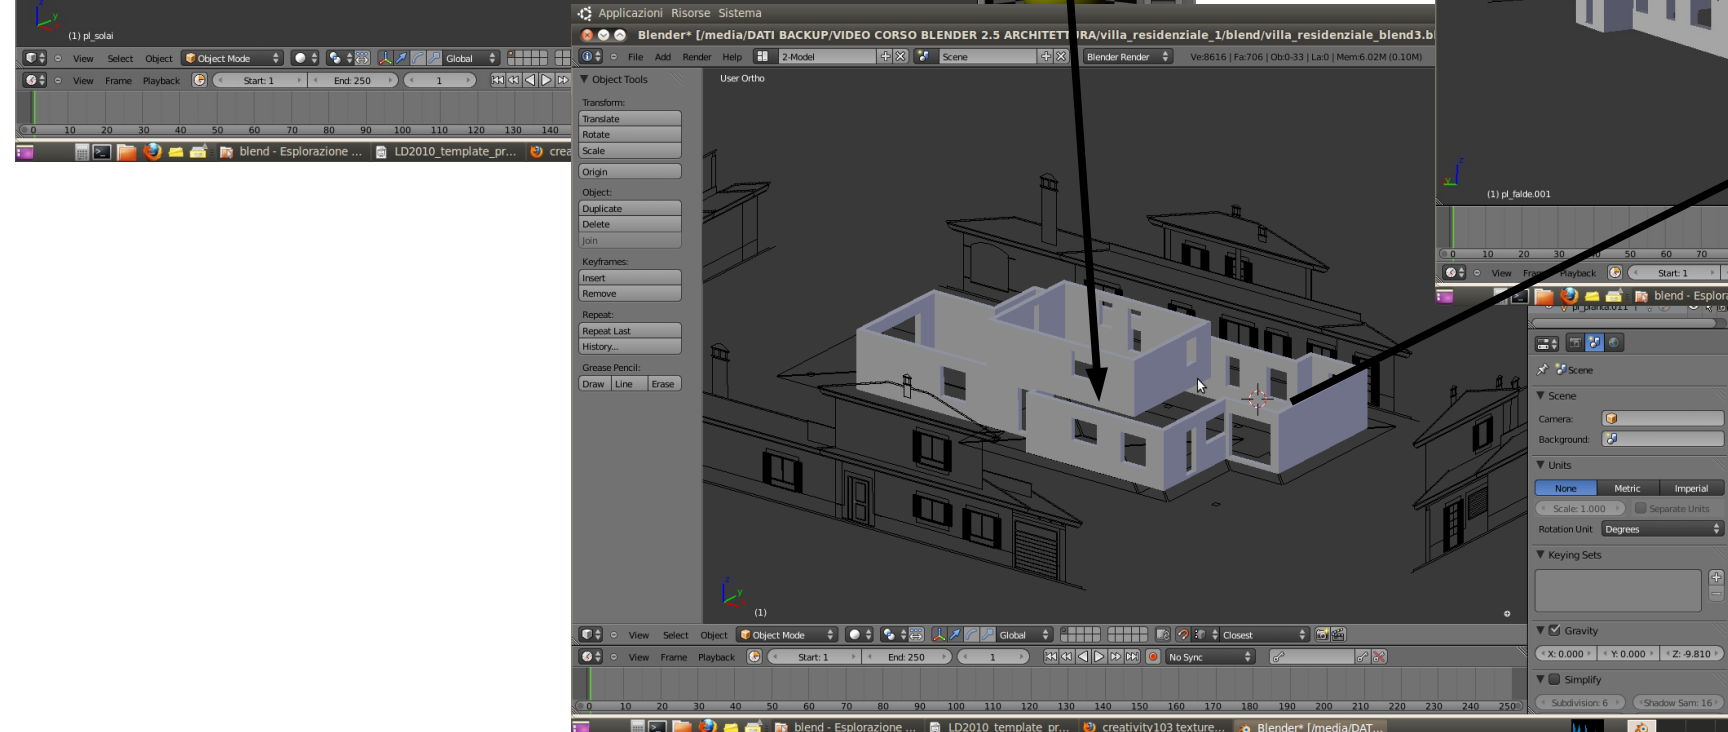 (1) pl_solai
View Select Object Object Mode Global
View Frame Playback Start: 1 End: 250 1
0 10 20 30 40 50 60 70 80 90 100 110 120 130 140
blend - Esplorazione ... LD2010_template_pr... crea
Applicazioni Risorse Sistema
Blender* [/media/DATI BACKUP/VIDEO CORSO BLENDER 2.5 ARCHITETTURA/villa_residenziale_1/blend/villa_residenziale_blend3.bl
File Add Render Help 2-Model Scene Blender Render Ve:8616 | Fa:706 | Ob:0-33 | La:0 | Mem:6.02M (0.10M)
Object Tools
User Ortho
Transform:
Translate
Rotate
Scale
Origin
Object:
Duplicate
Delete
Join
Keyframes:
Insert
Remove
Repeat:
Repeat Last
History...
Grease Pencil:
Draw Line Erase
(1)
View Select Object Object Mode Global Closest
View Frame Playback Start: 1 End: 250 1 No Sync
0 10 20 30 40 50 60 70 80 90 100 110 120 130 140 150 160 170 180 190 200 210 220 230 240 250
blend - Esplorazione ... LD2010_template_pr... creativity103 texture... Blender* [/media/DAT...
(1) pl_falde.001
0 10 20 30 40 50 60 70
View Frame Playback Start: 1
blend - Esplora
Scene
Scene
Camera:
Background:
Units
None Metric Imperial
Scale: 1.000 Separate Units
Rotation Unit: Degrees
Keying Sets
Gravity
X: 0.000 Y: 0.000 Z: -9.810
Simplify
Subdivision: 6 Shadow Sam: 16